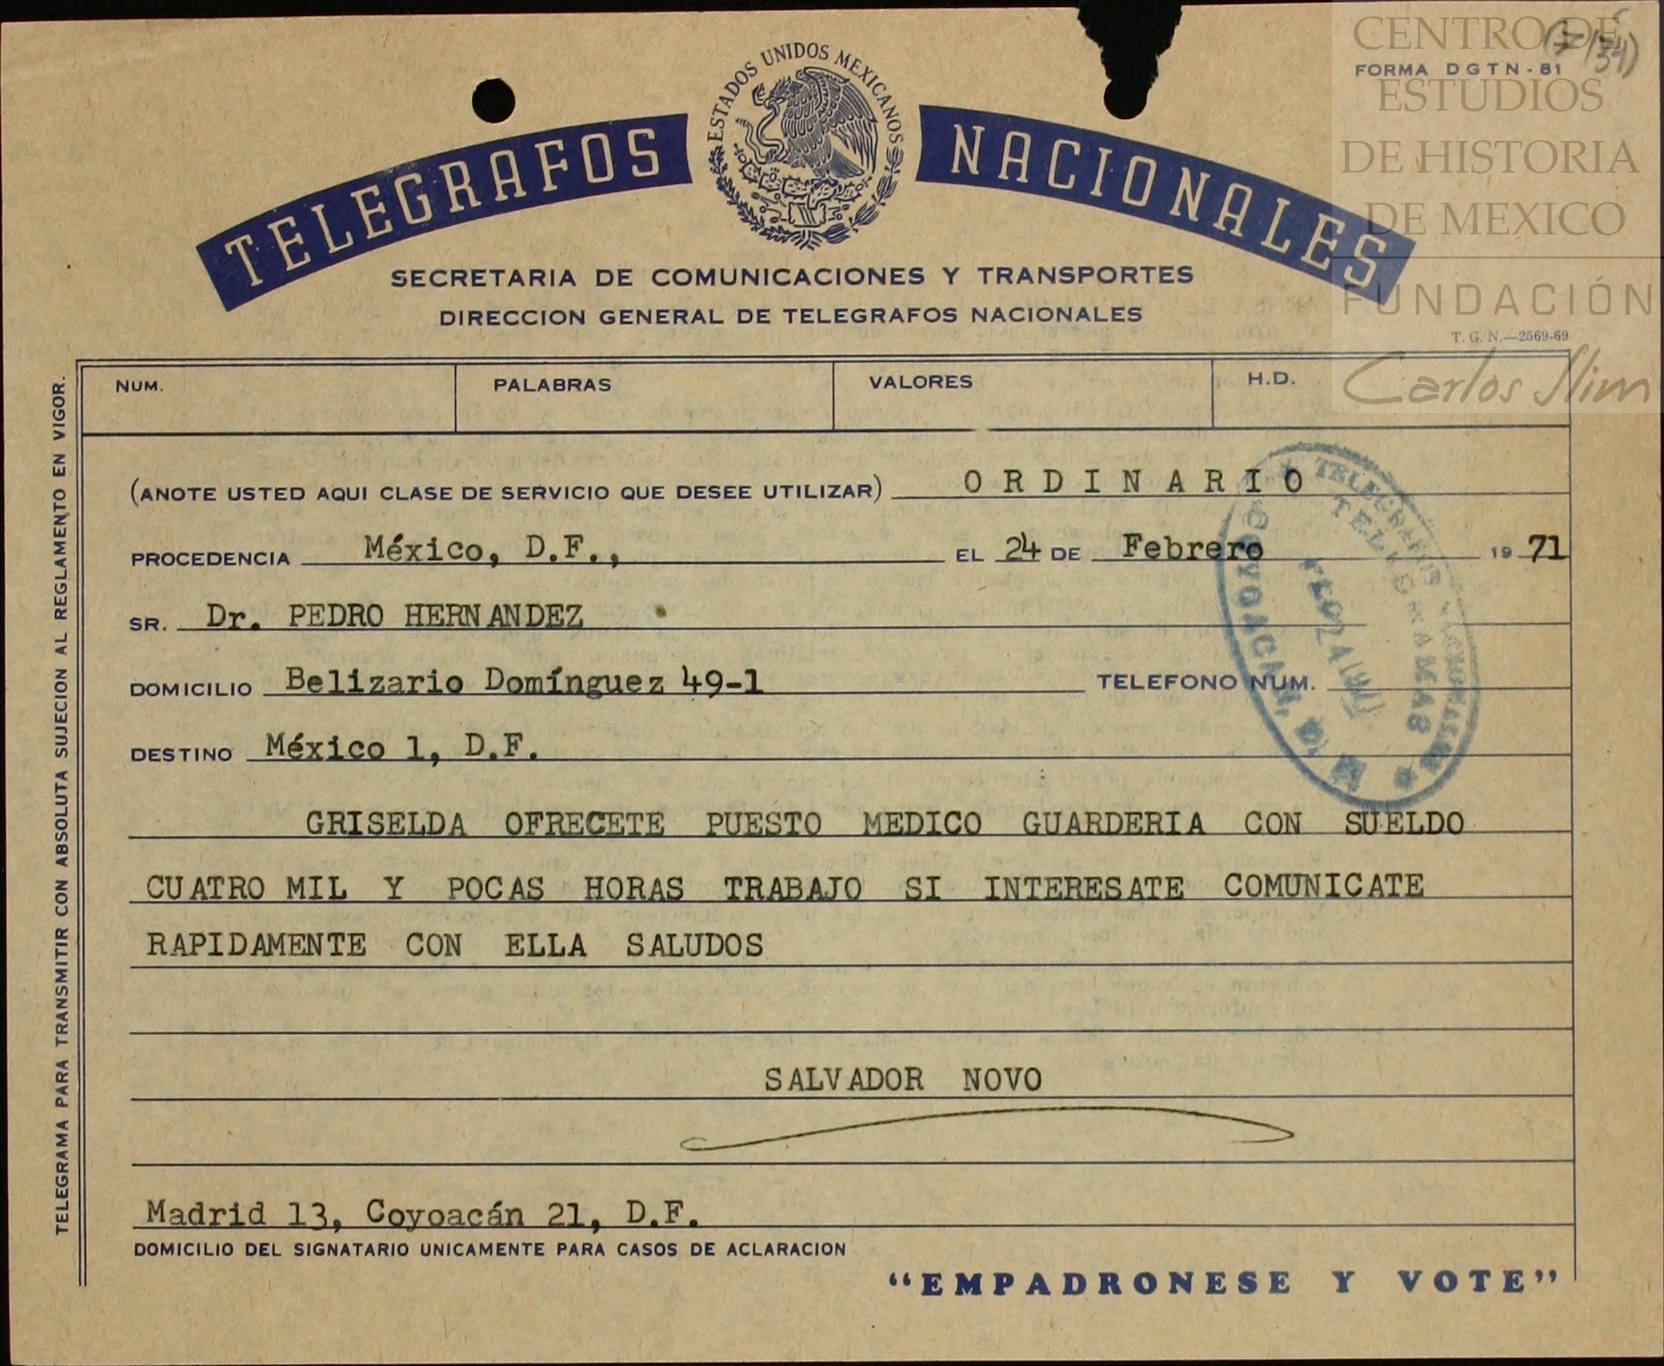 CENTRO DE
ESTUDIOS
DE HISTORIA
DE MEXICO
FUNDACIÓN
Carlos Slim
FORMA DGTN-81
ESTADOS UNIDOS MEXICANOS
TELEGRAFOS NACIONALES
SECRETARIA DE COMUNICACIONES Y TRANSPORTES
DIRECCION GENERAL DE TELEGRAFOS NACIONALES
T. G. N.—2569-69
NUM. PALABRAS VALORES H.D.
(ANOTE USTED AQUI CLASE DE SERVICIO QUE DESEE UTILIZAR) ORDINARIO
PROCEDENCIA México, D.F., EL 24 DE Febrero 1971
SR. Dr. PEDRO HERNANDEZ
DOMICILIO Belizario Domínguez 49-1 TELEFONO NUM.
DESTINO México 1, D.F.
GRISELDA OFRECETE PUESTO MEDICO GUARDERIA CON SUELDO
CUATRO MIL Y POCAS HORAS TRABAJO SI INTERESATE COMUNICATE
RAPIDAMENTE CON ELLA SALUDOS
SALVADOR NOVO
Madrid 13, Coyoacán 21, D.F.
DOMICILIO DEL SIGNATARIO UNICAMENTE PARA CASOS DE ACLARACION
"EMPADRONESE Y VOTE"
TELEGRAMA PARA TRANSMITIR CON ABSOLUTA SUJECION AL REGLAMENTO EN VIGOR.
TELEGRAFOS NACIONALES
COYOACAN, D.